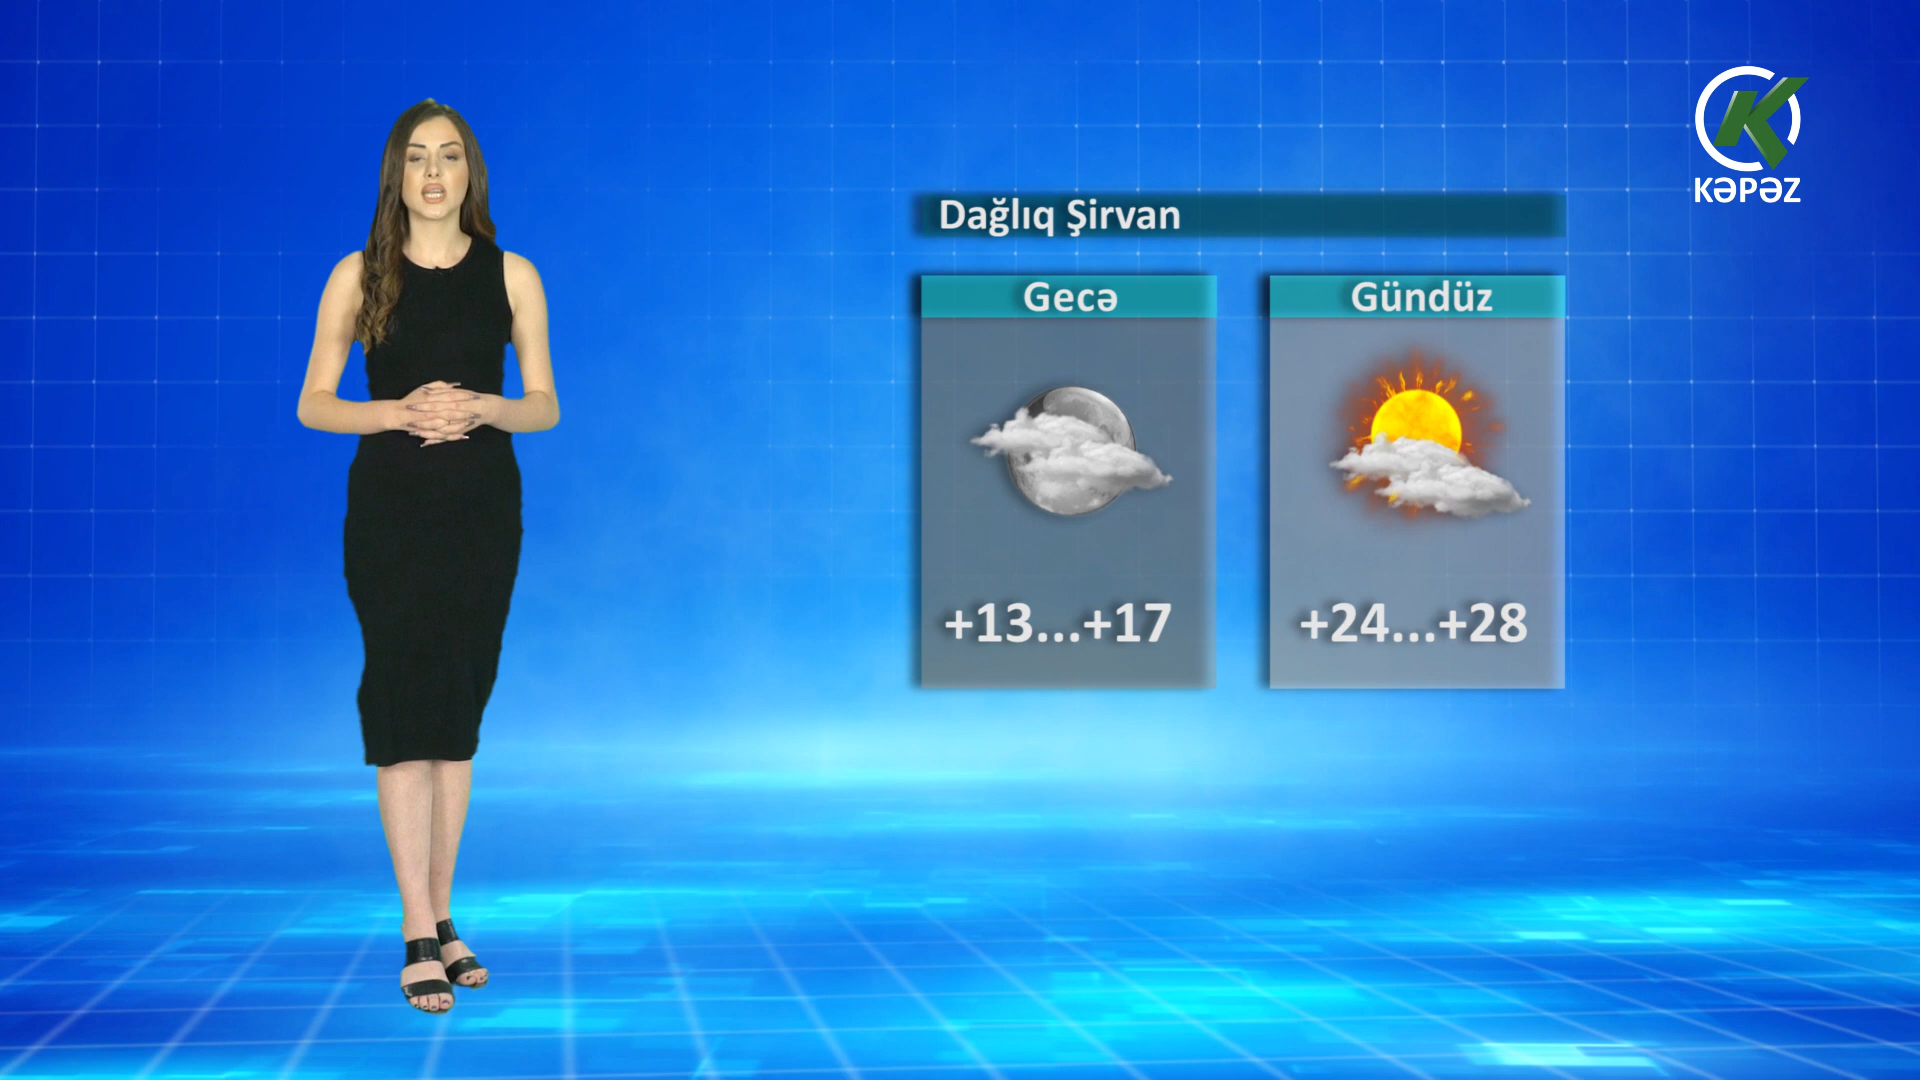 KƏPƏZ
Dağlıq Şirvan
Gecə
Gündüz
+13...+17
+24...+28